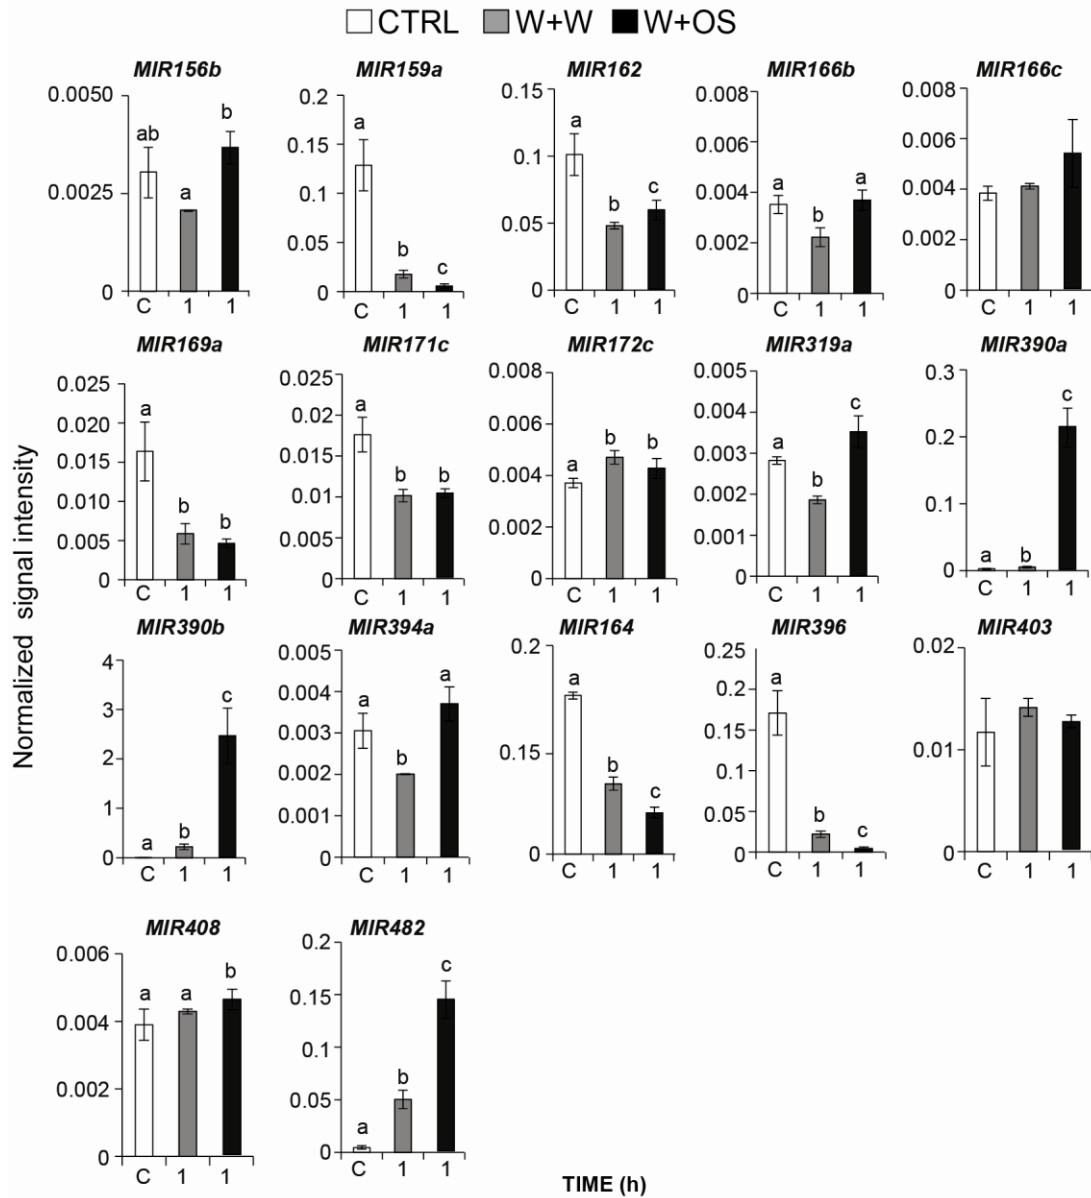 CTRL W+W W+OS
MIR156b MIR159a MIR162 MIR166b MIR166c
0.0050 0.0025 0
ab a b
C 1 1
0.2 0.15 0.1 0.05 0
a b c
C 1 1
0.15 0.1 0.05 0
a b c
C 1 1
0.008 0.006 0.004 0.002 0
a b a
C 1 1
0.008 0.006 0.004 0.002 0
C 1 1
MIR169a MIR171c MIR172c MIR319a MIR390a
0.025 0.020 0.015 0.010 0.005 0
a b b
C 1 1
0.025 0.020 0.015 0.010 0.005 0
a b b
C 1 1
0.008 0.006 0.004 0.002 0
a b b
C 1 1
0.005 0.004 0.003 0.002 0.001 0
a b c
C 1 1
0.3 0.2 0.1 0
a b c
C 1 1
Normalized signal intensity
MIR390b MIR394a MIR164 MIR396 MIR403
4 3 2 1 0
a b c
C 1 1
0.005 0.004 0.003 0.002 0.001 0
a b a
C 1 1
0.2 0.15 0
a b c
C 1 1
0.25 0.2 0.15 0.1 0.05 0
a b c
C 1 1
0.02 0.01 0
C 1 1
MIR408 MIR482
0.006 0.004 0.002 0
a a b
C 1 1
0.2 0.15 0.1 0.05 0
a b c
C 1 1
TIME (h)